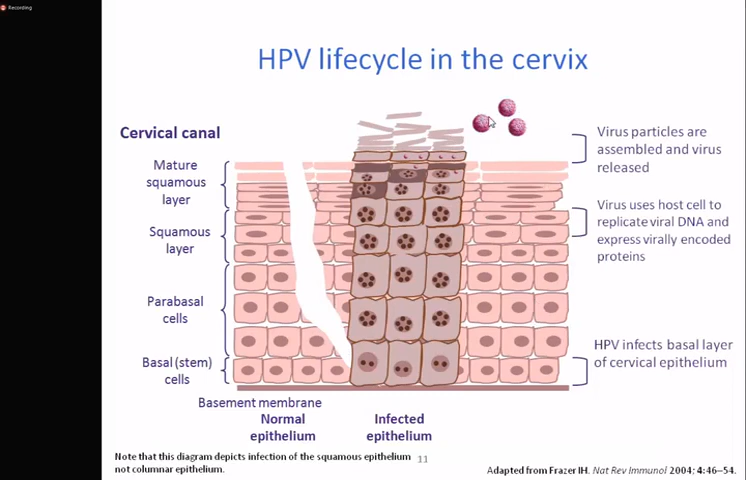 Recording
HPV lifecycle in the cervix
Cervical canal
Mature
squamous
layer
Squamous
layer
Parabasal
cells
Basal (stem)
cells
Basement membrane
Normal
epithelium
Infected
epithelium
Virus particles are
assembled and virus
released
Virus uses host cell to
replicate viral DNA and
express virally encoded
proteins
HPV infects basal layer
of cervical epithelium
Note that this diagram depicts infection of the squamous epithelium
not columnar epithelium.
11
Adapted from Frazer IH. Nat Rev Immunol 2004; 4:46–54.